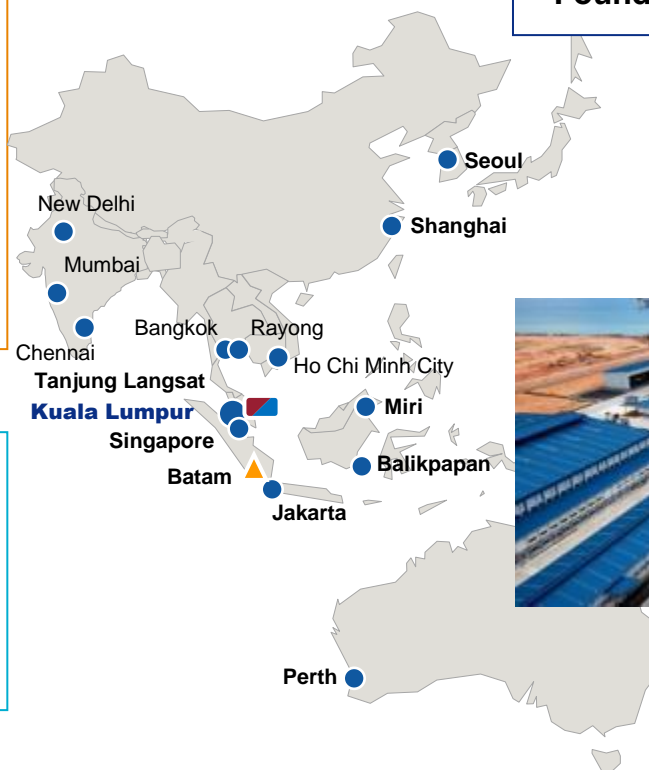 Seoul
Shanghai
New Delhi
Mumbai
Chennai
Bangkok
Rayong
Ho Chi Minh City
Tanjung Langsat
Kuala Lumpur
Miri
Singapore
Balikpapan
Batam
Jakarta
Perth